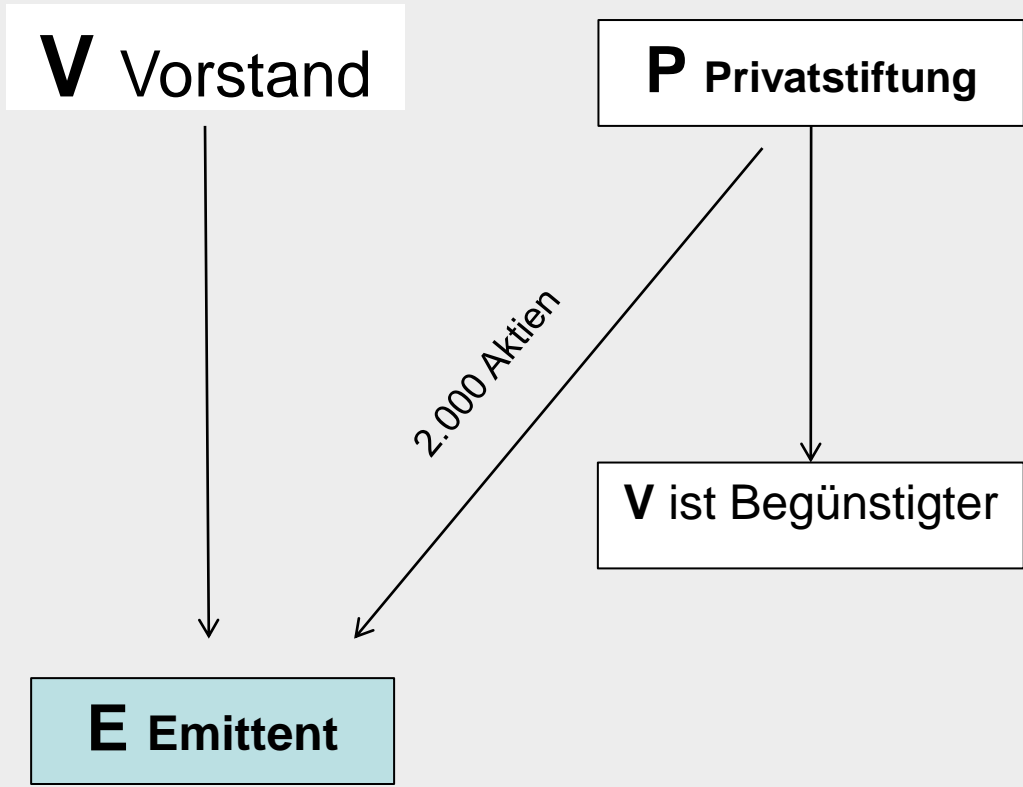 V Vorstand
P Privatstiftung
2.000 Aktien
V ist Begünstigter
E Emittent